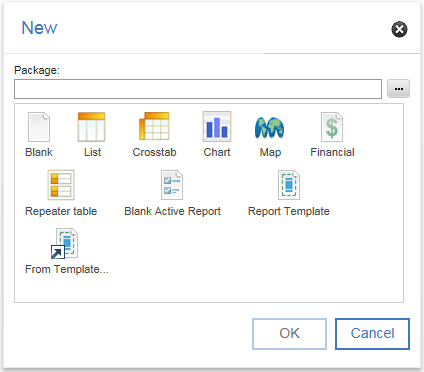 New
Package:
...
Blank List Crosstab Chart Map Financial
Repeater table Blank Active Report Report Template
From Template...
OK Cancel